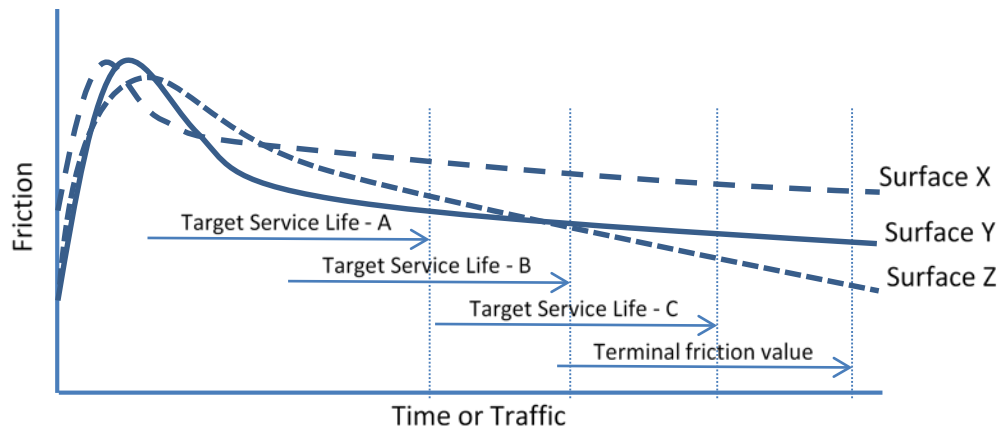 Friction
Surface X
Target Service Life - A
Surface Y
Target Service Life - B
Surface Z
Target Service Life - C
Terminal friction value
Time or Traffic